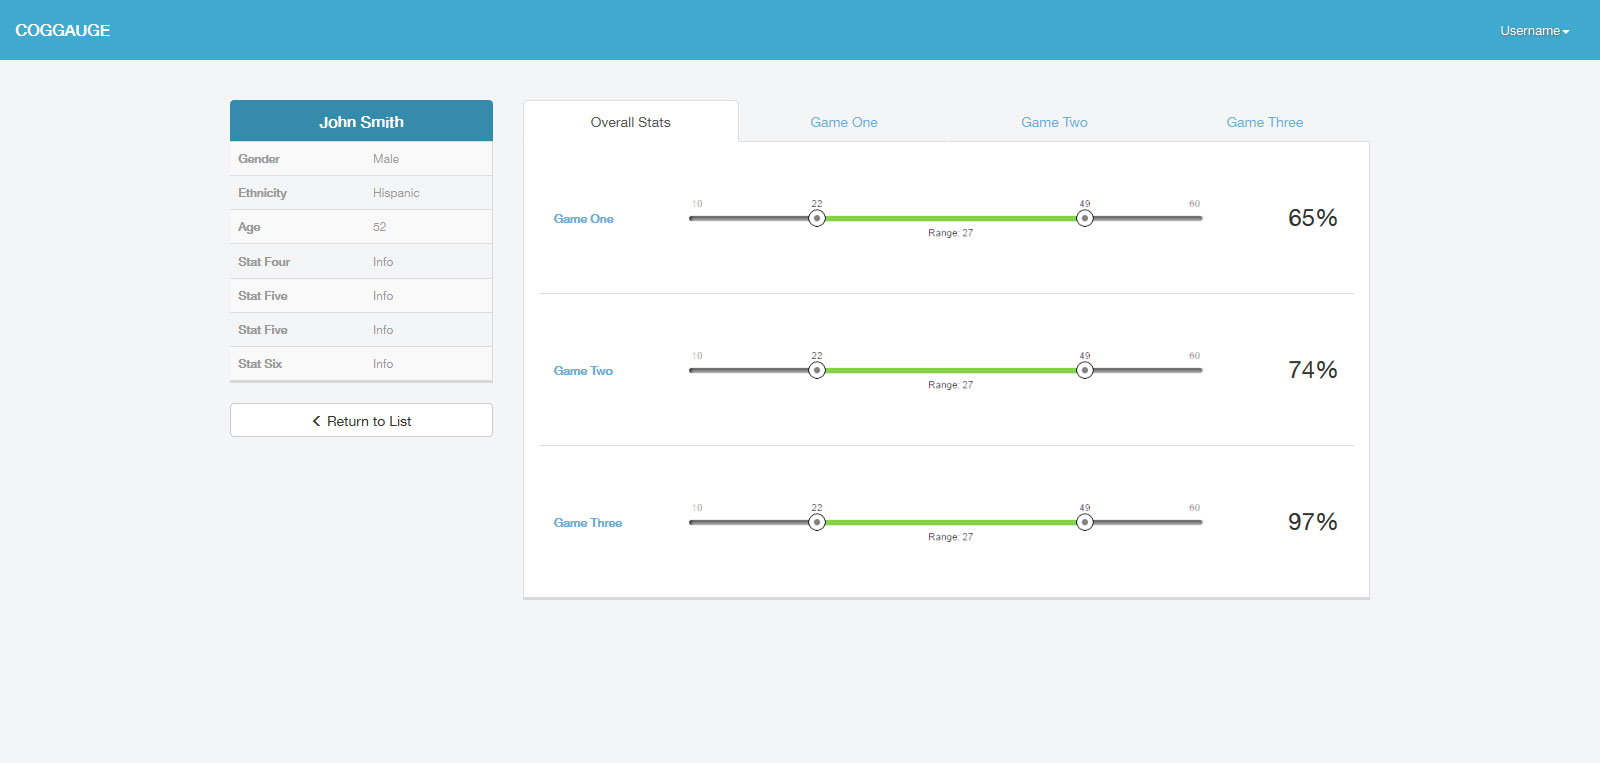 COGGAUGE
Username
John Smith
Gender Male
Ethnicity Hispanic
Age 52
Stat Four Info
Stat Five Info
Stat Five Info
Stat Six Info
Return to List
Overall Stats Game One Game Two Game Three
10 22 49 60
Game One 65%
Range: 27
10 22 49 60
Game Two 74%
Range: 27
10 22 49 60
Game Three 97%
Range: 27